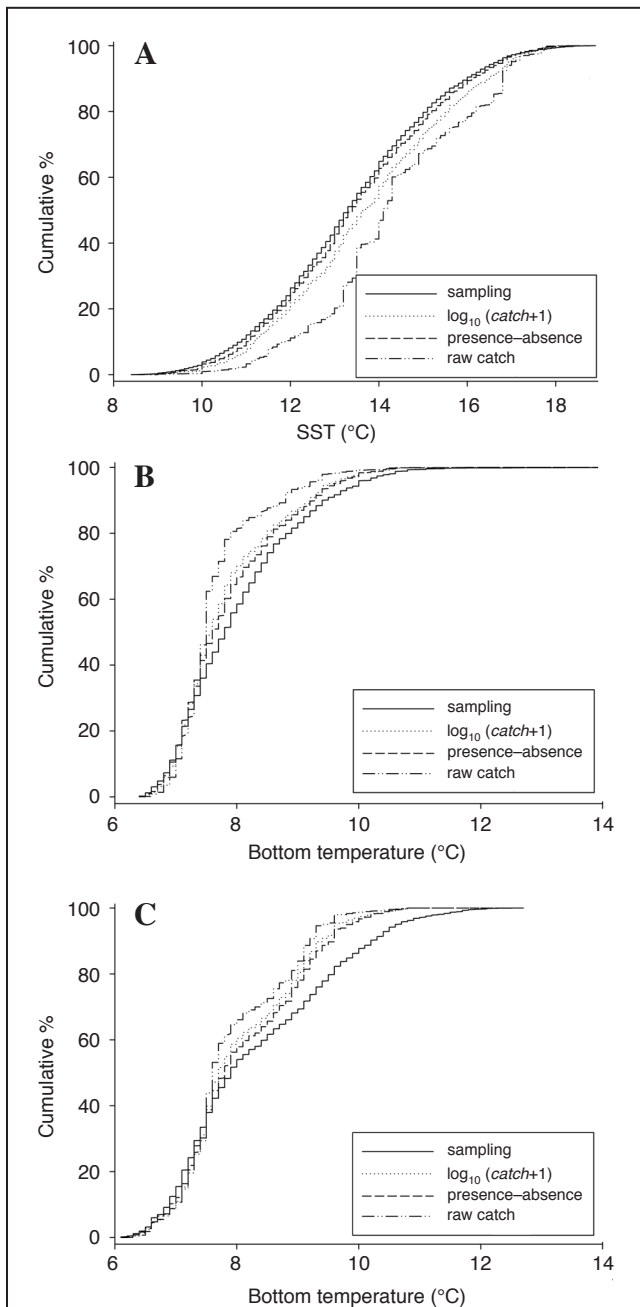 A
100
80
60
40
20
0
Cumulative %
sampling
log10 (catch+1)
presence–absence
raw catch
8 10 12 14 16 18
SST (°C)
B
100
80
60
40
20
0
Cumulative %
sampling
log10 (catch+1)
presence–absence
raw catch
6 8 10 12 14
Bottom temperature (°C)
C
100
80
60
40
20
0
Cumulative %
sampling
log10 (catch+1)
presence–absence
raw catch
6 8 10 12 14
Bottom temperature (°C)